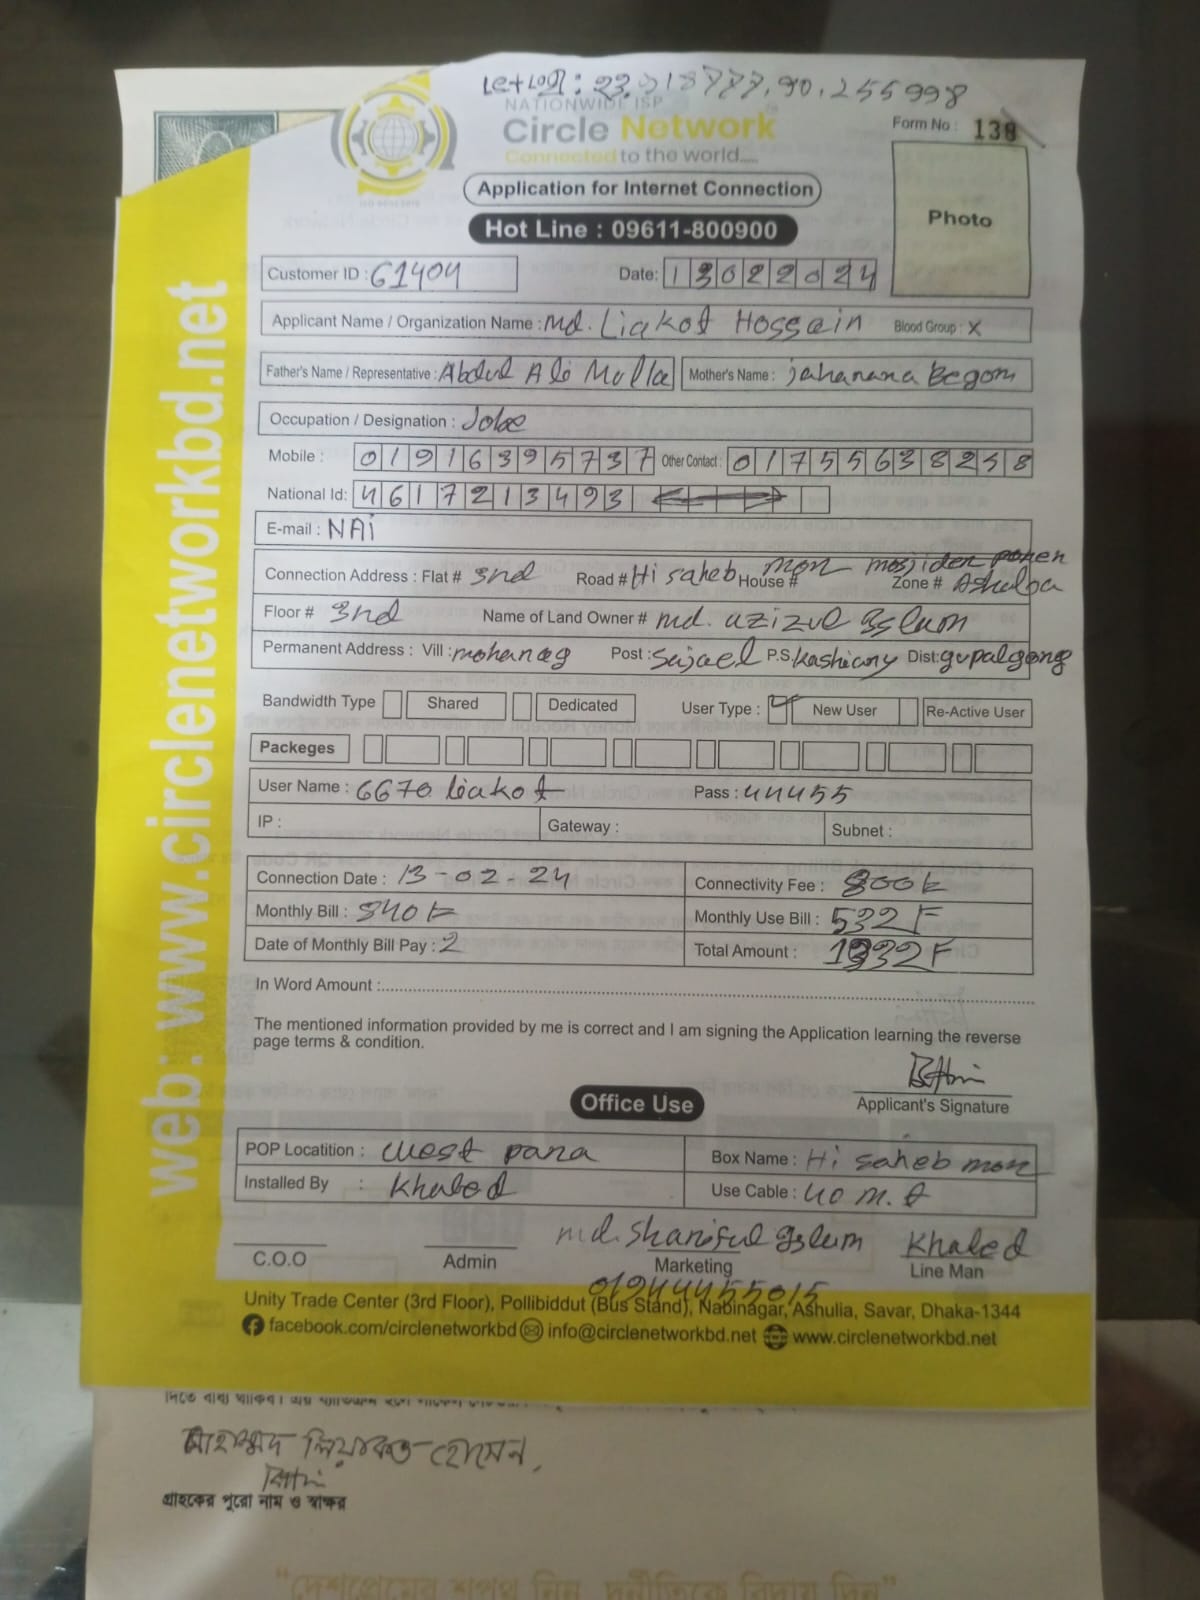 Let Log : 23.918777,90.255998
NATIONWIDE ISP
Circle Network
Connected to the world.....
Form No : 138
Application for Internet Connection
Hot Line : 09611-800900
Photo
Customer ID : 61404 Date: 13022024
Applicant Name / Organization Name : Md. Liakot Hossain Blood Group : X
Father's Name / Representative : Abdul Ali Molla Mother's Name : Jahanara Begom
Occupation / Designation : Jobe
Mobile : 01916395737 Other Contact : 01755638258
National Id: 4617213493
E-mail : NAi
Connection Address : Flat # 3nd Road # Hi saheb House # mor mosjider Zone # Ashulia
Floor # 3nd Name of Land Owner # md. azizul Islam
Permanent Address : Vill : Post : Sajael P.S. Kashiany Dist: gopalgong
Bandwidth Type Shared Dedicated User Type : New User Re-Active User
Packeges
User Name : 6670 liakot Pass : 44455
IP : Gateway : Subnet :
Connection Date : 13-02-24 Connectivity Fee : 800 t
Monthly Bill : 840 t Monthly Use Bill : 532 F
Date of Monthly Bill Pay : 2 Total Amount : 1332 F
In Word Amount :
The mentioned information provided by me is correct and I am signing the Application learning the reverse
page terms & condition.
Applicant's Signature
Office Use
POP Locatition : West para Box Name : Hi saheb mor
Installed By : Khaled Use Cable : 40 m.t
md. Shariful Islam Khaled
C.O.O Admin Marketing Line Man
01944455015
Unity Trade Center (3rd Floor), Pollibiddut (Bus Stand), Nabinagar, Ashulia, Savar, Dhaka-1344
facebook.com/circlenetworkbd info@circlenetworkbd.net www.circlenetworkbd.net
web: www.circlenetworkbd.net
মোহাম্মদ লিয়াকত হোসেন,
গ্রাহকের পুরো নাম ও স্বাক্ষর
“দেশপ্রেমের শপথ নিন, দুর্নীতিকে বিদায় দিন”